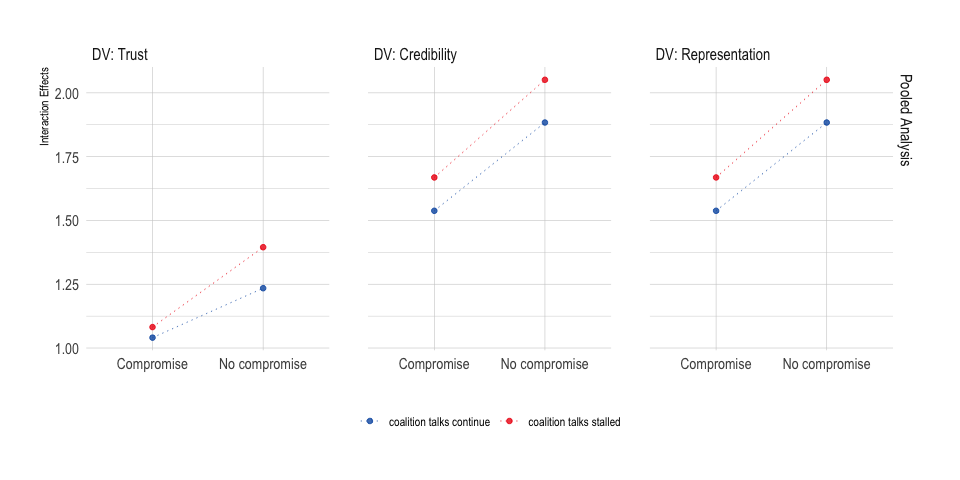 DV: Trust
DV: Credibility
DV: Representation
Interaction Effects
2.00
1.75
1.50
1.25
1.00
Pooled Analysis
Compromise
No compromise
Compromise
No compromise
Compromise
No compromise
coalition talks continue
coalition talks stalled